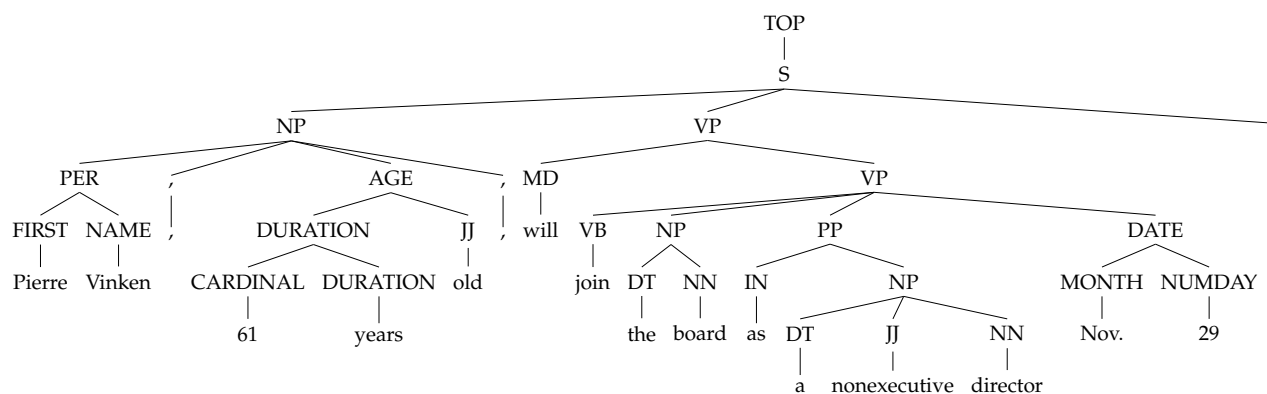 TOP
S
NP VP
PER , AGE , MD VP
FIRST NAME , DURATION JJ , will VB NP PP DATE
Pierre Vinken CARDINAL DURATION old join DT NN IN NP MONTH NUMDAY
61 years the board as DT JJ NN Nov. 29
a nonexecutive director